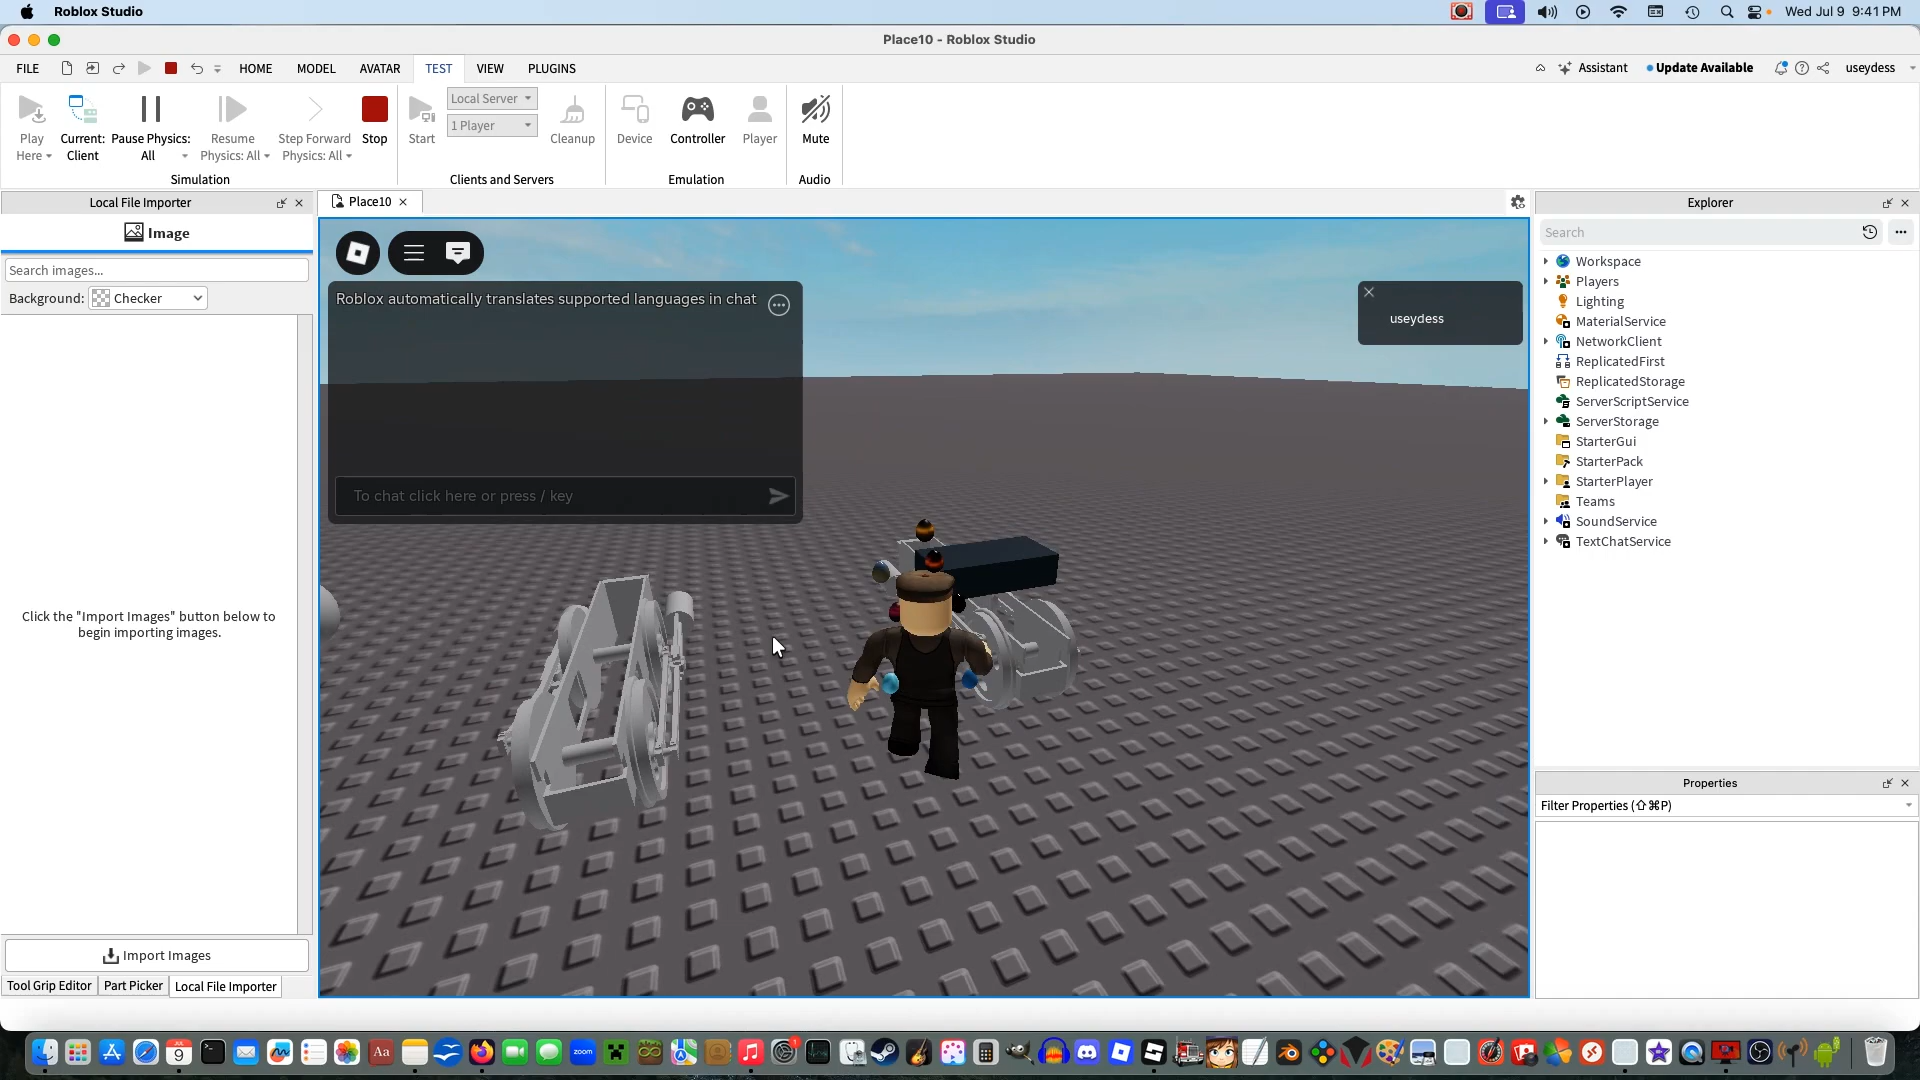 Roblox Studio
Wed Jul 9 9:41 PM
Place10 - Roblox Studio
FILE
HOME
MODEL
AVATAR
TEST
VIEW
PLUGINS
Assistant
Update Available
useydess
Play
Here
Current:
Client
Pause Physics:
All
Resume
Physics: All
Step Forward
Physics: All
Stop
Simulation
Start
Local Server
1 Player
Cleanup
Clients and Servers
Device
Controller
Player
Emulation
Mute
Audio
Local File Importer
Image
Search images...
Background:
Checker
Click the "Import Images" button below to
begin importing images.
Import Images
Tool Grip Editor
Part Picker
Local File Importer
Place10
Roblox automatically translates supported languages in chat
To chat click here or press / key
useydess
Explorer
Search
Workspace
Players
Lighting
MaterialService
NetworkClient
ReplicatedFirst
ReplicatedStorage
ServerScriptService
ServerStorage
StarterGui
StarterPack
StarterPlayer
Teams
SoundService
TextChatService
Properties
Filter Properties (⇧⌘P)
JUL
9
Aa
zoom
1